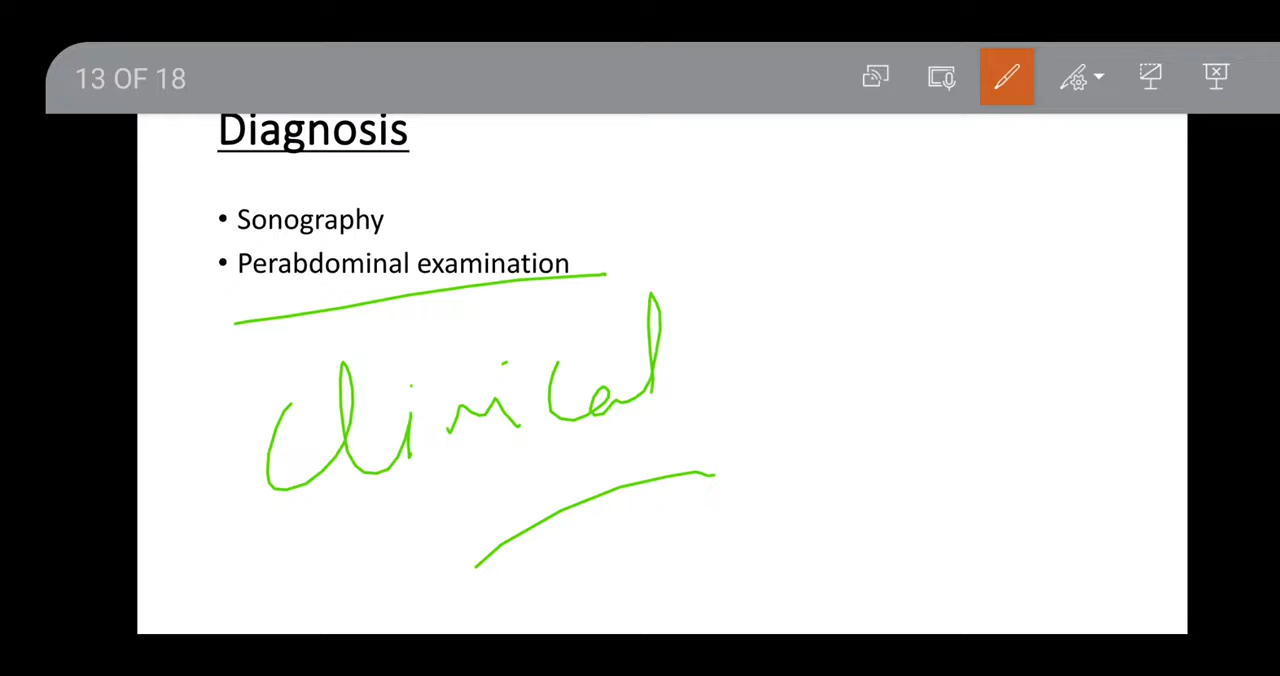 13 OF 18
Diagnosis
• Sonography
• Perabdominal examination
Clinical